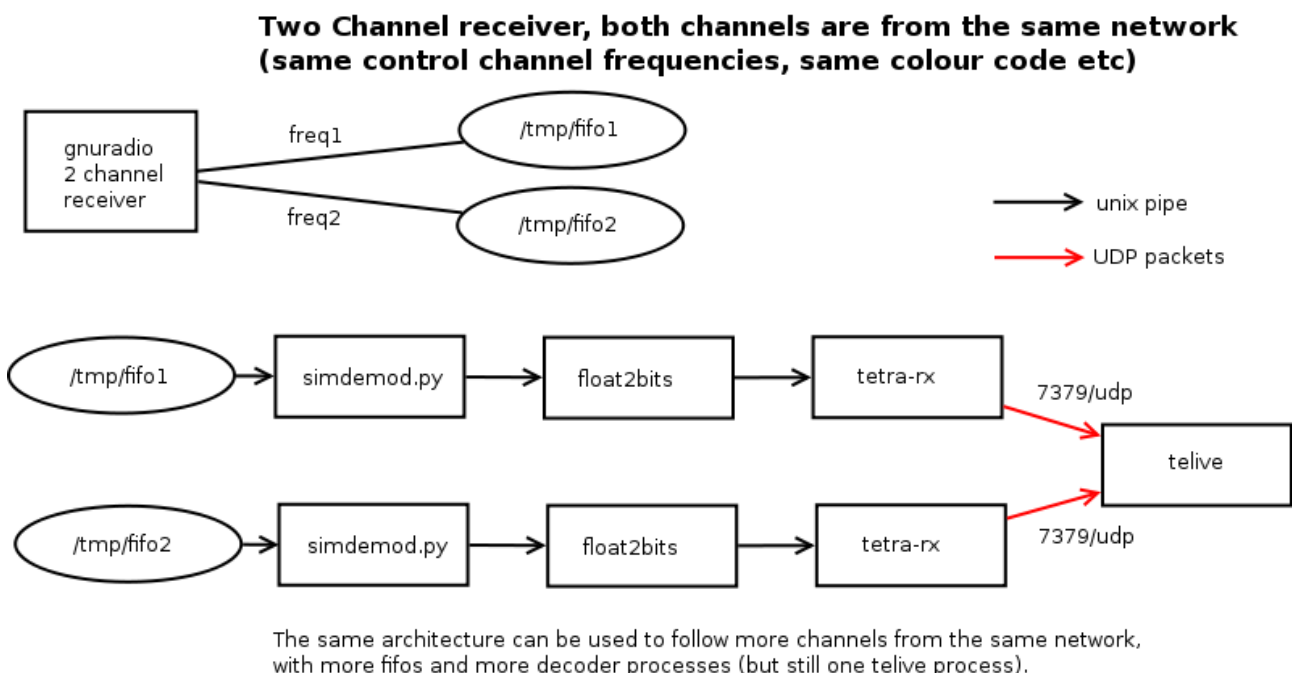 Two Channel receiver, both channels are from the same network
(same control channel frequencies, same colour code etc)
gnuradio
2 channel
receiver
freq1
freq2
/tmp/fifo1
/tmp/fifo2
unix pipe
UDP packets
/tmp/fifo1
simdemod.py
float2bits
tetra-rx
7379/udp
telive
/tmp/fifo2
simdemod.py
float2bits
tetra-rx
7379/udp
The same architecture can be used to follow more channels from the same network,
with more fifos and more decoder processes (but still one telive process).